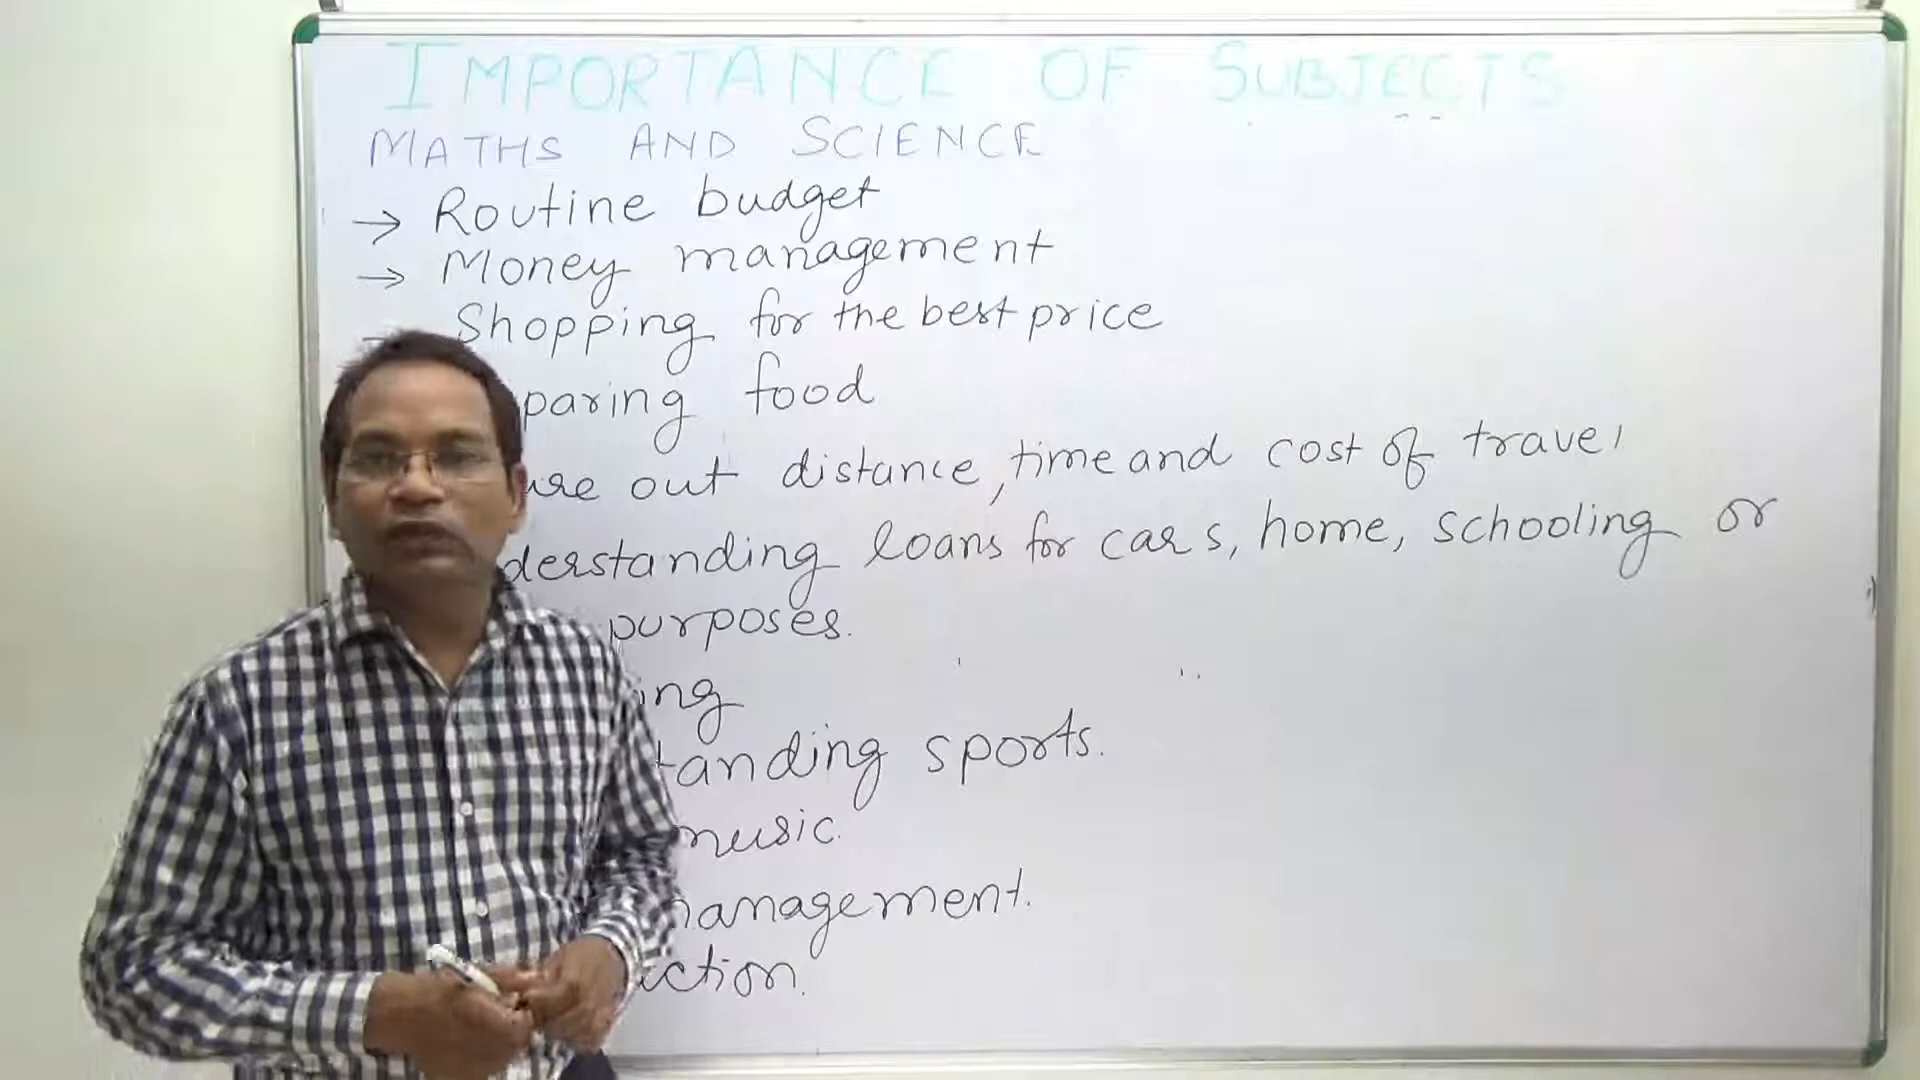 IMPORTANCE OF SUBJECTS
MATHS AND SCIENCE
→ Routine budget
→ Money management
Shopping for the best price
paring food
ure out distance, time and cost of travel
derstanding loans for cars, home, schooling or
purposes.
ing
tanding sports.
music.
management.
ction.